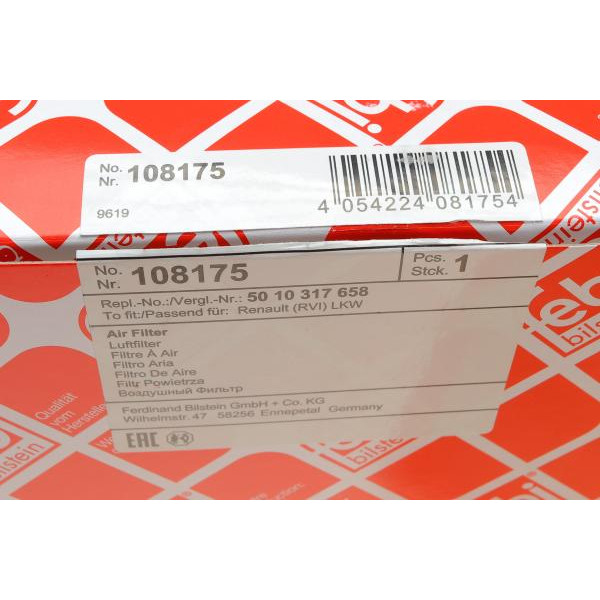 No.
Nr. 108175
9619
4 054224 081754
No.
Nr. 108175
Pcs.
Stck. 1
Repl.-No.:/Vergl.-Nr.: 50 10 317 658
To fit:/Passend für: Renault (RVI) LKW
Air Filter
Luftfilter
Filtre À Air
Filtro Aria
Filtro De Aire
Filtr Powietrza
Воздушный Фильтр
Ferdinand Bilstein GmbH + Co. KG
Wilhelmstr. 47 58256 Ennepetal Germany
EAC
Qualität
vom
Hersteller
febi
bilstein
bilstein
bilstein